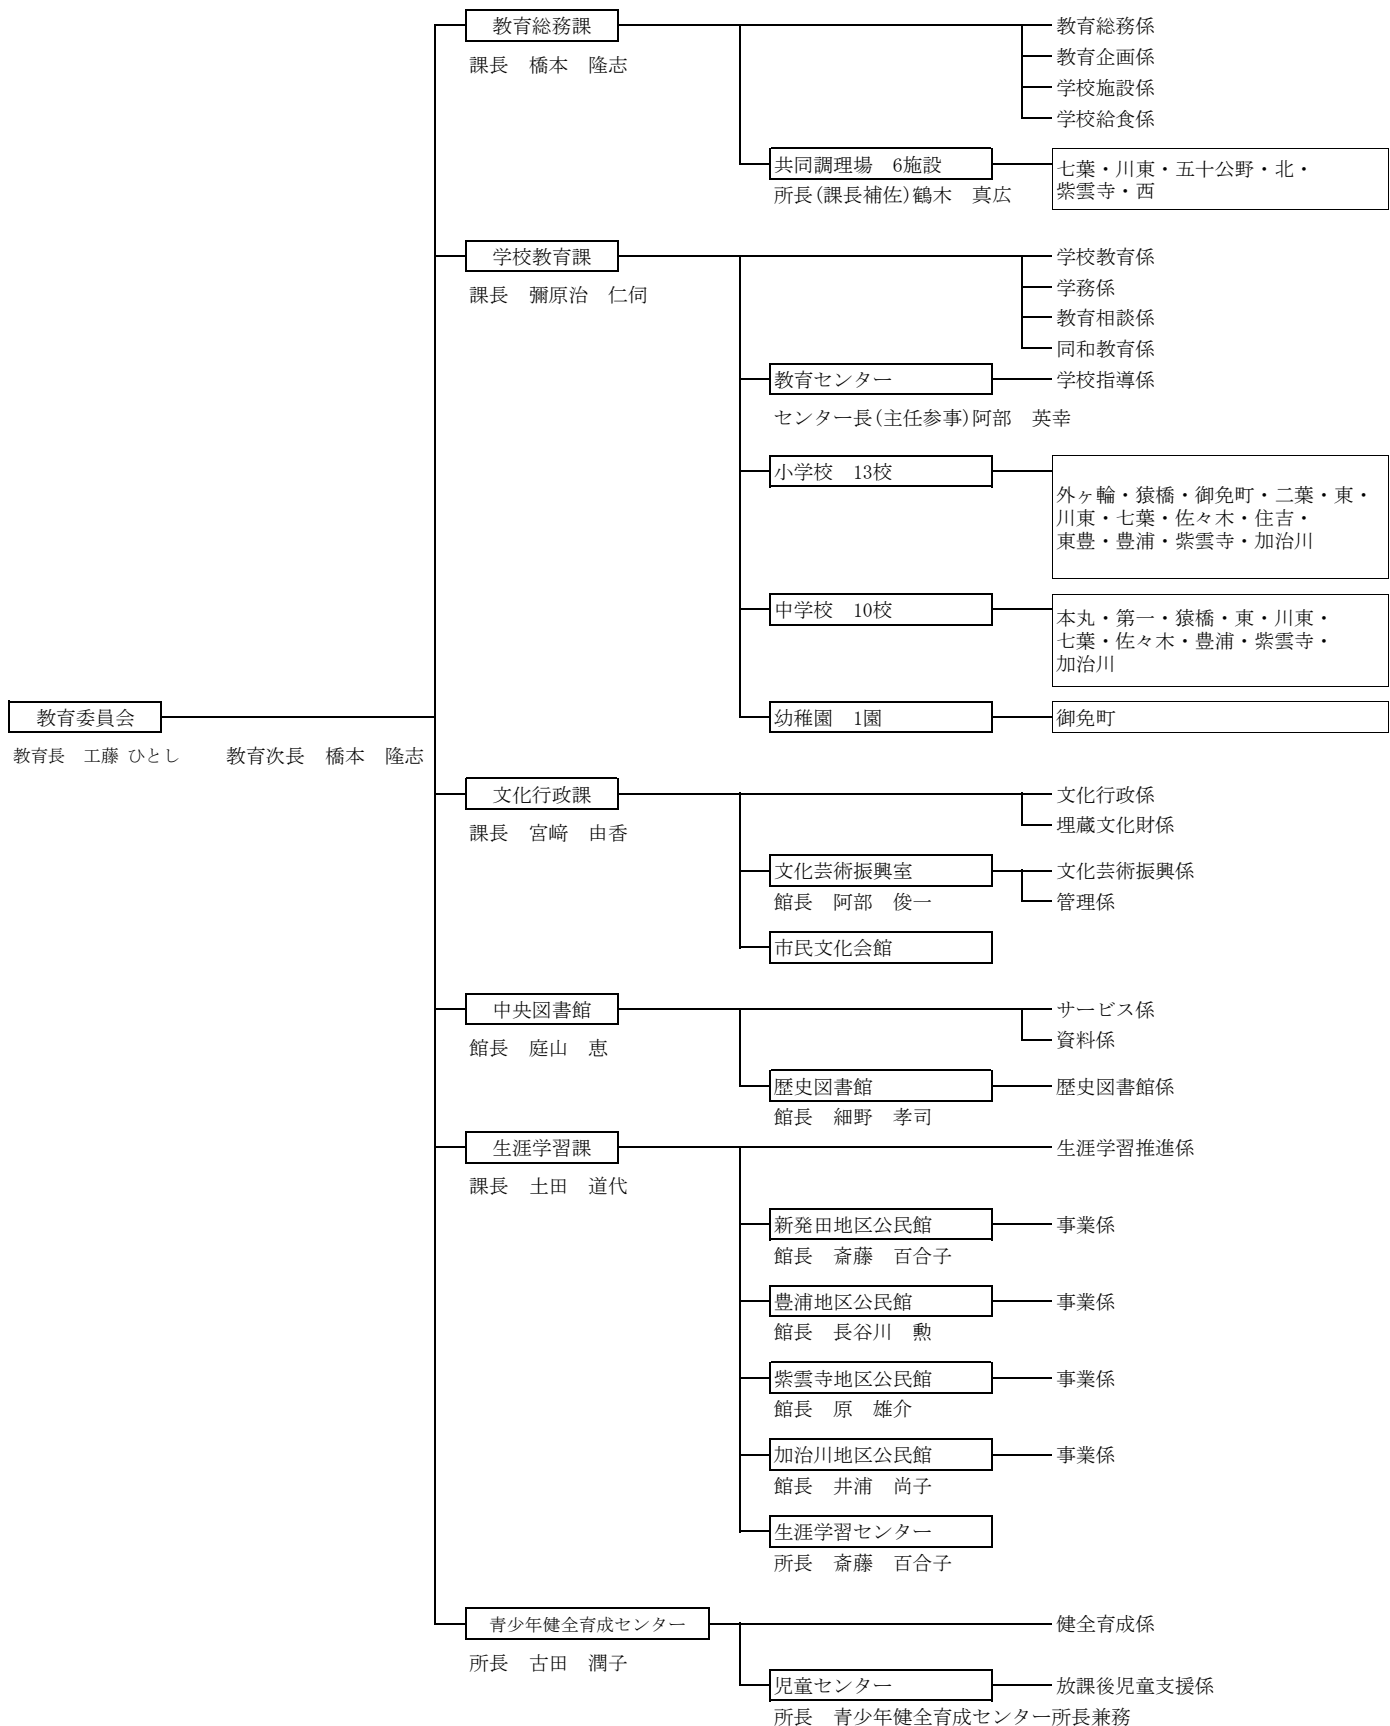 教育総務課
課長　橋本　隆志
教育総務係
教育企画係
学校施設係
学校給食係
共同調理場　6施設
所長(課長補佐)鶴木　真広
七葉・川東・五十公野・北・
紫雲寺・西
学校教育課
課長　彌原治　仁伺
学校教育係
学務係
教育相談係
同和教育係
教育センター
学校指導係
センター長(主任参事)阿部　英幸
小学校　13校
外ヶ輪・猿橋・御免町・二葉・東・
川東・七葉・佐々木・住吉・
東豊・豊浦・紫雲寺・加治川
中学校　10校
本丸・第一・猿橋・東・川東・
七葉・佐々木・豊浦・紫雲寺・
加治川
幼稚園　1園
御免町
教育委員会
教育長　工藤 ひとし
教育次長　橋本　隆志
文化行政課
課長　宮﨑　由香
文化行政係
埋蔵文化財係
文化芸術振興室
館長　阿部　俊一
文化芸術振興係
管理係
市民文化会館
中央図書館
館長　庭山　恵
サービス係
資料係
歴史図書館
館長　細野　孝司
歴史図書館係
生涯学習課
課長　土田　道代
生涯学習推進係
新発田地区公民館
館長　斎藤　百合子
事業係
豊浦地区公民館
館長　長谷川　勲
事業係
紫雲寺地区公民館
館長　原　雄介
事業係
加治川地区公民館
館長　井浦　尚子
事業係
生涯学習センター
所長　斎藤　百合子
青少年健全育成センター
所長　古田　潤子
健全育成係
児童センター
所長　青少年健全育成センター所長兼務
放課後児童支援係